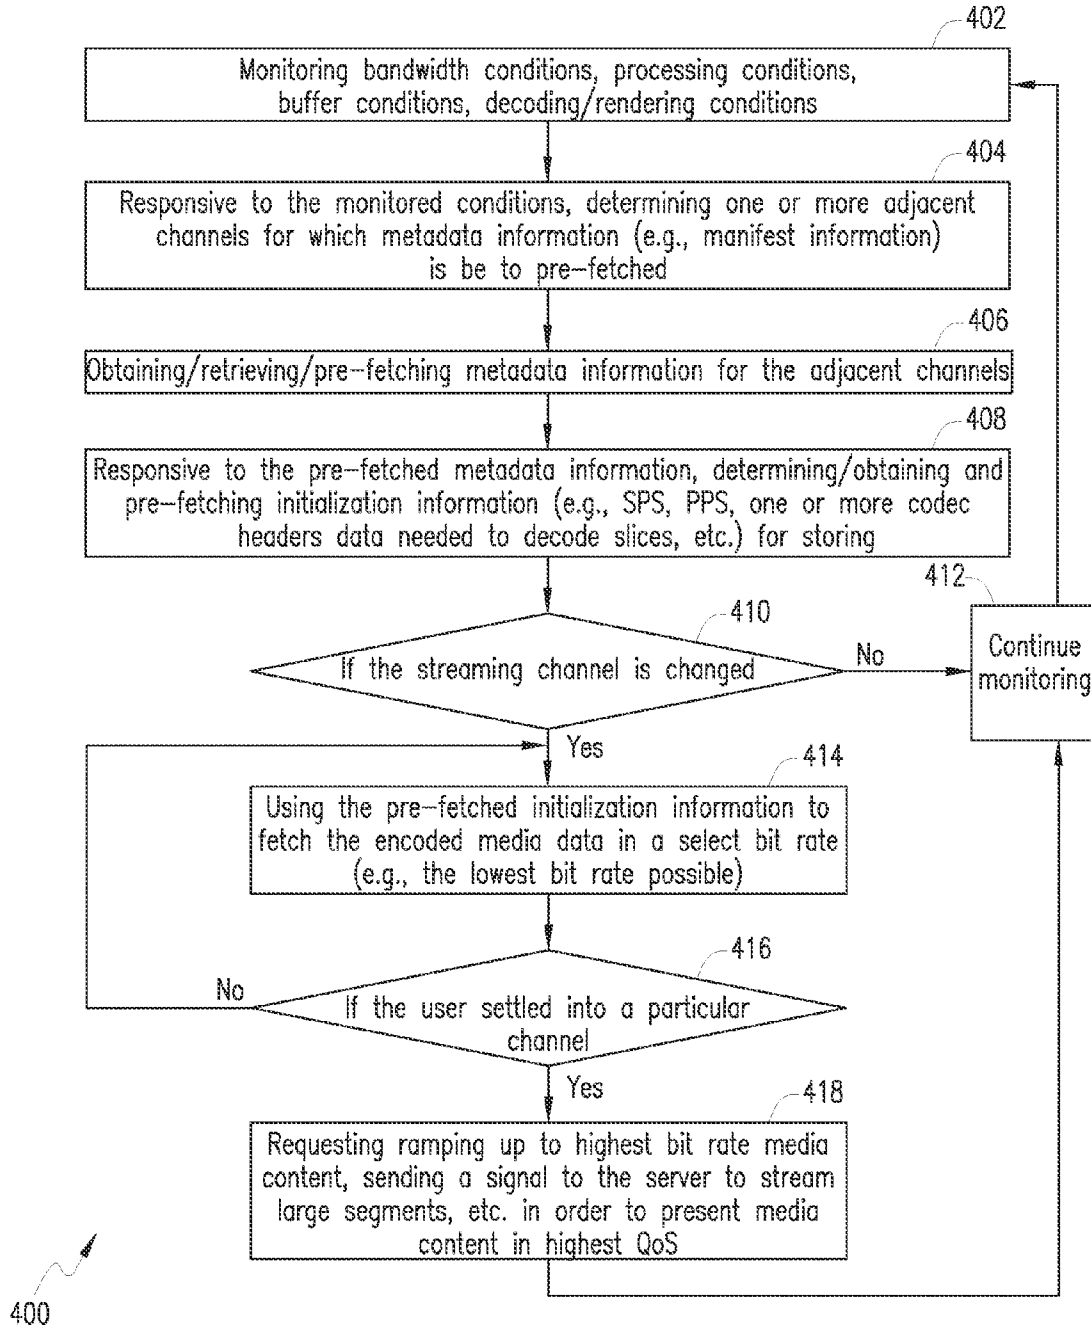 402
Monitoring bandwidth conditions, processing conditions,
buffer conditions, decoding/rendering conditions
404
Responsive to the monitored conditions, determining one or more adjacent
channels for which metadata information (e.g., manifest information)
is be to pre-fetched
406
Obtaining/retrieving/pre-fetching metadata information for the adjacent channels
408
Responsive to the pre-fetched metadata information, determining/obtaining and
pre-fetching initialization information (e.g., SPS, PPS, one or more codec
headers data needed to decode slices, etc.) for storing
410
If the streaming channel is changed
No
412
Continue
monitoring
Yes
414
Using the pre-fetched initialization information to
fetch the encoded media data in a select bit rate
(e.g., the lowest bit rate possible)
416
If the user settled into a particular
channel
No
Yes
418
Requesting ramping up to highest bit rate media
content, sending a signal to the server to stream
large segments, etc. in order to present media
content in highest QoS
400